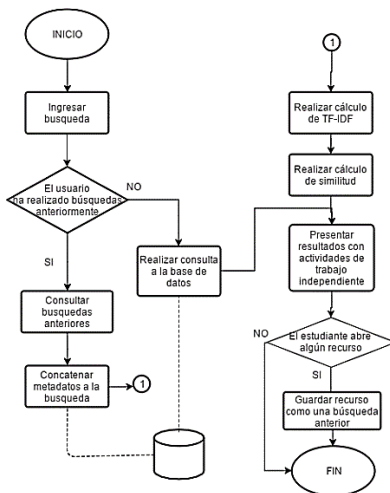 INICIO
Ingresar
busqueda
El usuario
ha realizado búsquedas
anteriormente
NO
SI
Consultar
busquedas
anteriores
Concatenar
metadatos a la
busqueda
1
Realizar consulta
a la base de
datos
1
Realizar cálculo
de TF-IDF
Realizar cálculo
de similitud
Presentar
resultados con
actividades de
trabajo
independiente
NO
El estudiante abre
algún recurso
SI
Guardar recurso
como una búsqueda
anterior
FIN